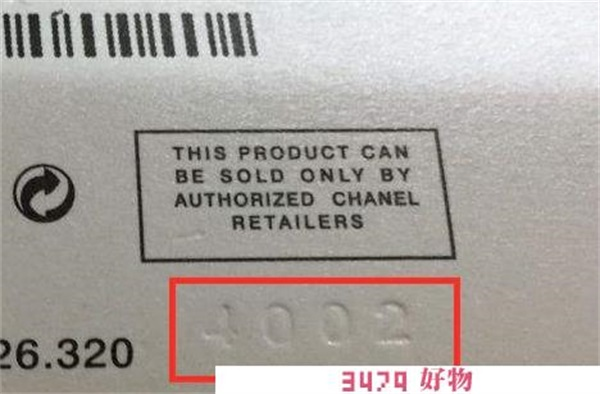 THIS PRODUCT CAN
BE SOLD ONLY BY
AUTHORIZED CHANEL
RETAILERS
4002
26.320
3479 好物